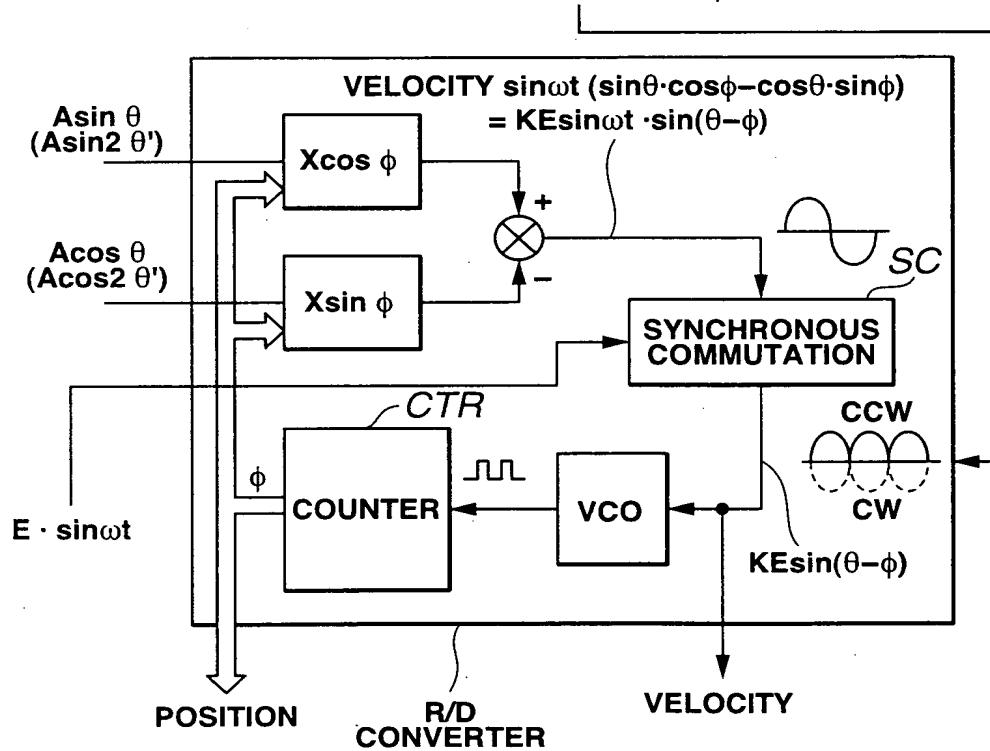 VELOCITY sinωt (sinθ·cosφ−cosθ·sinφ)
= KEsinωt ·sin(θ−φ)
Asin θ
(Asin2 θ')
Xcos φ
+
Acos θ
(Acos2 θ')
−
Xsin φ
SC
SYNCHRONOUS
COMMUTATION
CTR
CCW
φ
COUNTER
VCO
CW
E · sinωt
KEsin(θ−φ)
POSITION
R/D
CONVERTER
VELOCITY